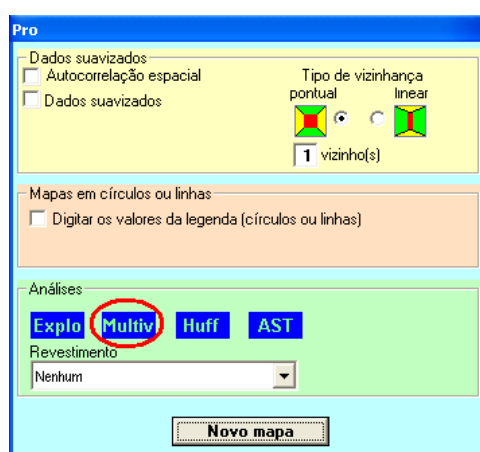 Pro
Dados suavizados
Autocorrelação espacial
Dados suavizados
Tipo de vizinhança
pontual linear
1 vizinho(s)
Mapas em círculos ou linhas
Digitar os valores da legenda (círculos ou linhas)
Análises
Explo Multiv Huff AST
Revestimento
Nenhum
Novo mapa